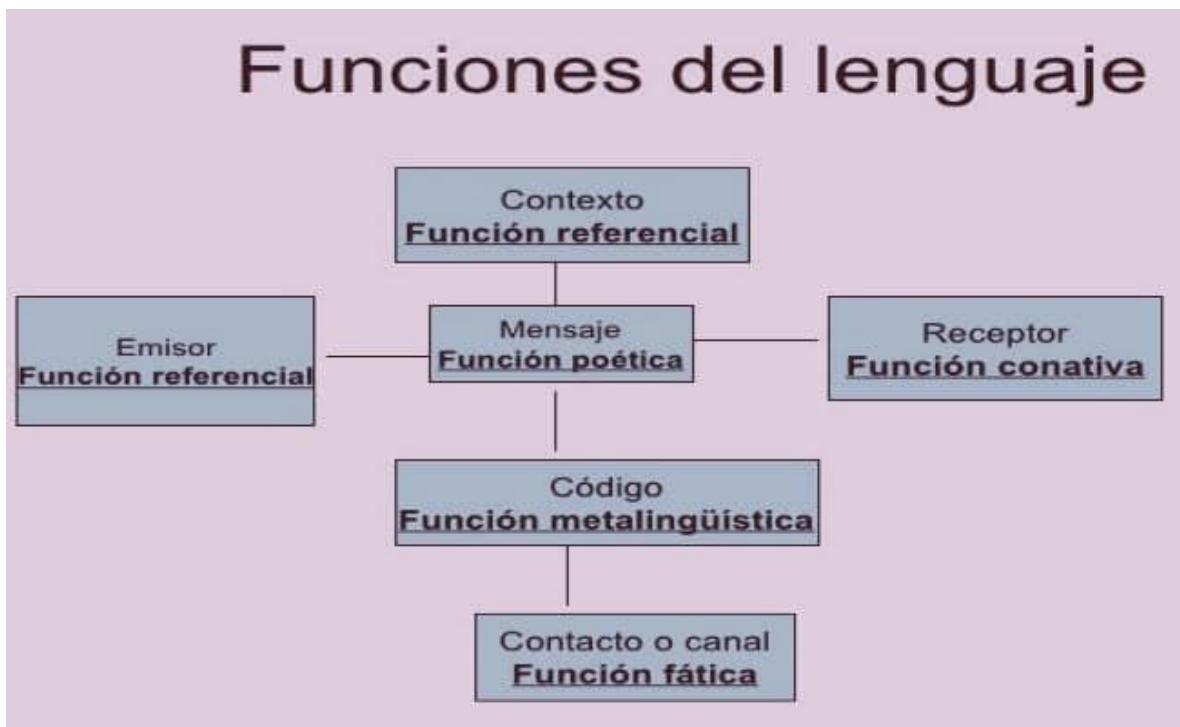 Funciones del lenguaje
Contexto
Función referencial
Emisor
Función referencial
Mensaje
Función poética
Receptor
Función conativa
Código
Función metalingüística
Contacto o canal
Función fática